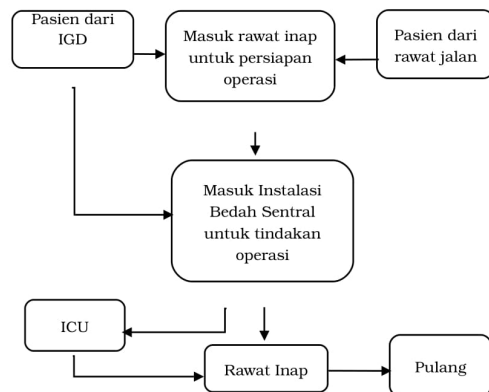 Pasien dari
IGD
Masuk rawat inap
untuk persiapan
operasi
Pasien dari
rawat jalan
Masuk Instalasi
Bedah Sentral
untuk tindakan
operasi
ICU
Rawat Inap
Pulang